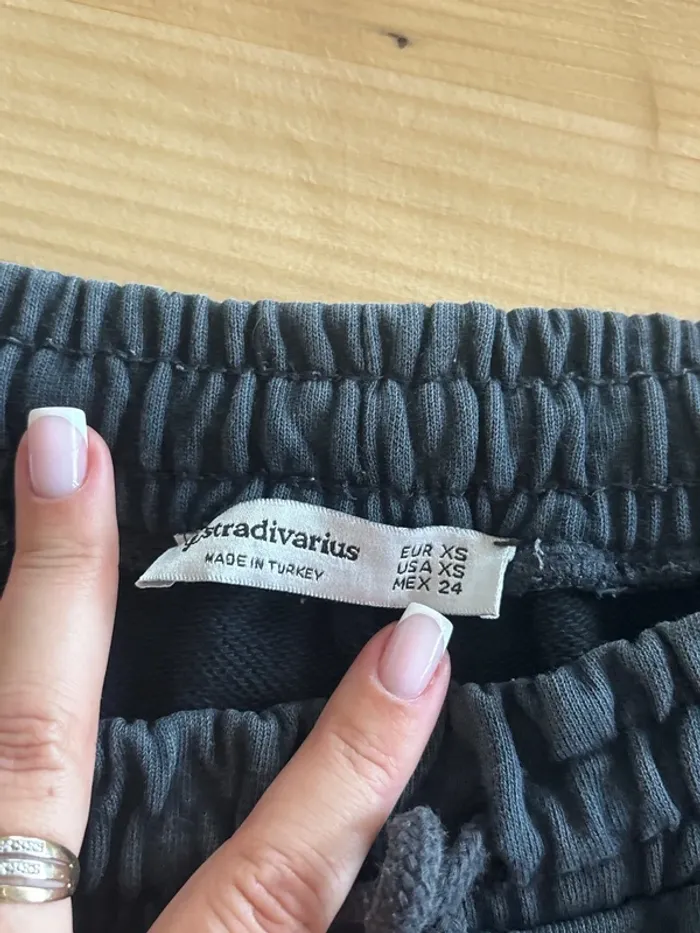 stradivarius
MADE IN TURKEY
EUR XS
USA XS
MEX 24